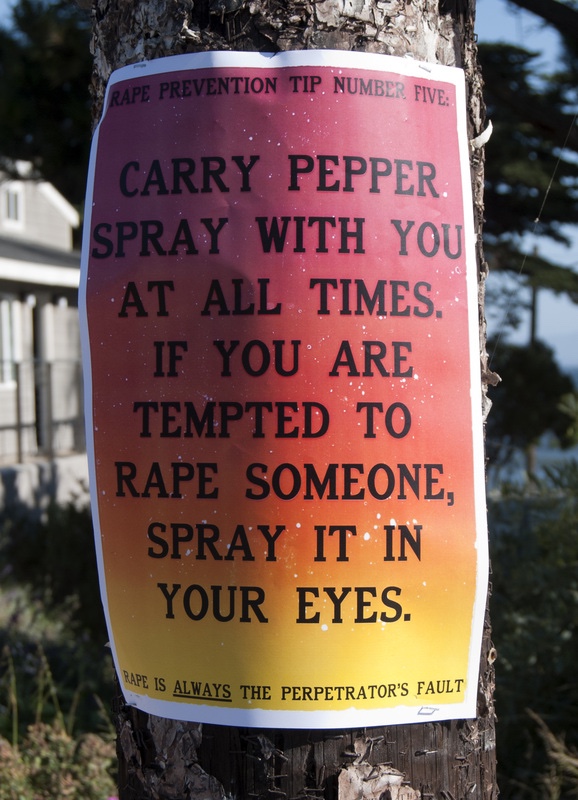 RAPE PREVENTION TIP NUMBER FIVE:
CARRY PEPPER
SPRAY WITH YOU
AT ALL TIMES.
IF YOU ARE
TEMPTED TO
RAPE SOMEONE,
SPRAY IT IN
YOUR EYES.
RAPE IS ALWAYS THE PERPETRATOR'S FAULT